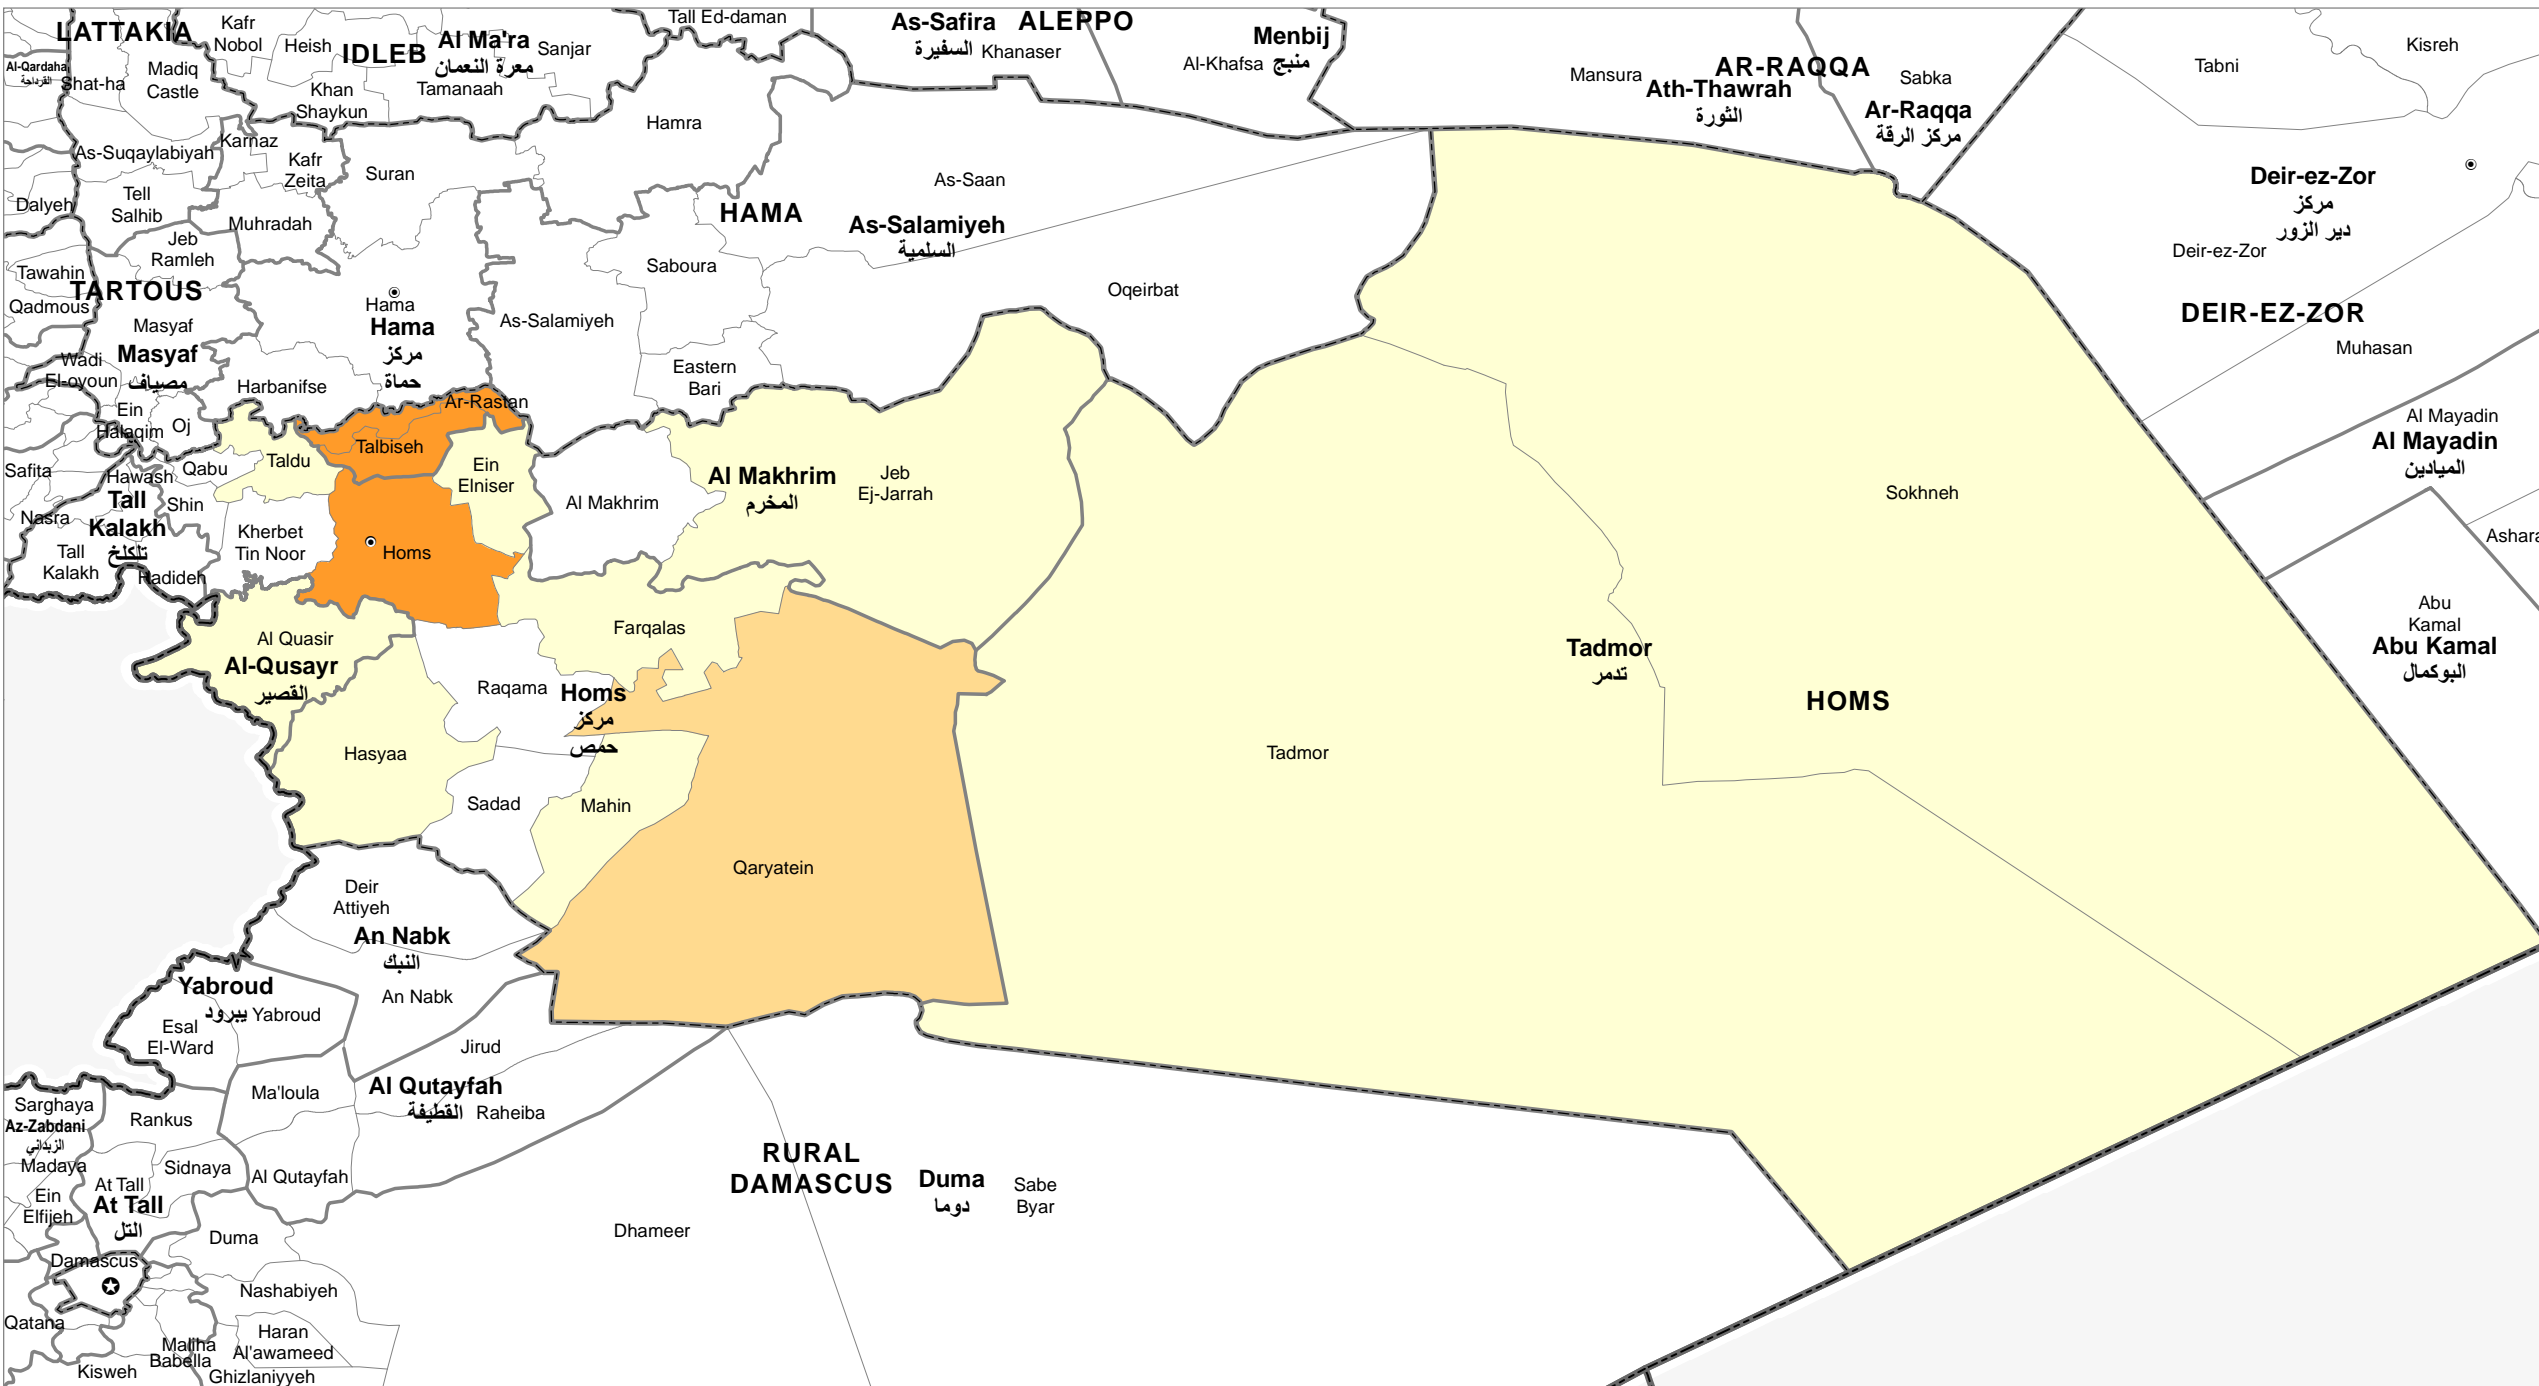 LATTAKIA
Kafr
Nobol
Heish
IDLEB
Al Ma'ra
معرة النعمان
Sanjar
Tall Ed-daman
As-Safira
السفيرة
Khanaser
ALEPPO
Menbij
منبج
Al-Khafsa
Mansura
AR-RAQQA
Ath-Thawrah
الثورة
Sabka
Ar-Raqqa
مركز الرقة
Tabni
Kisreh
Al-Qardaha
القرداحة
Shat-ha
Madiq
Castle
Khan
Shaykun
Tamanaah
Hamra
As-Suqaylabiyah
Karnaz
Kafr
Zeita
Suran
As-Saan
Deir-ez-Zor
مركز
دير الزور
Deir-ez-Zor
Dalyeh
Tell
Salhib
Muhradah
HAMA
As-Salamiyeh
السلمية
Jeb
Ramleh
Tawahin
Qadmous
TARTOUS
Saboura
Oqeirbat
DEIR-EZ-ZOR
Muhasan
Masyaf
Masyaf
مصياف
Hama
Hama
مركز
حماة
As-Salamiyeh
Wadi
El-oyoun
Harbanifse
Eastern
Bari
Ar-Rastan
Ein
Halaqim
Oj
Talbiseh
Al Mayadin
Al Mayadin
الميادين
Safita
Hawash
Qabu
Taldu
Ein
Elniser
Al Makhrim
Al Makhrim
المخرم
Jeb
Ej-Jarrah
Sokhneh
Tall
Kalakh
تلكلخ
Shin
Nasra
Kherbet
Tin Noor
Homs
Ashara
Tall
Kalakh
Hadideh
Abu
Kamal
Abu Kamal
البوكمال
Al Quasir
Al-Qusayr
القصير
Farqalas
Tadmor
تدمر
Raqama
Homs
مركز
حمص
HOMS
Hasyaa
Tadmor
Sadad
Mahin
Qaryatein
Deir
Attiyeh
An Nabk
النبك
An Nabk
Yabroud
يبرود
Yabroud
Esal
El-Ward
Jirud
Ma'loula
Al Qutayfah
القطيفة
Raheiba
Sarghaya
Az-Zabdani
الزبداني
Madaya
Rankus
Sidnaya
Al Qutayfah
RURAL
DAMASCUS
Duma
دوما
Sabe
Byar
Ein
Elfijeh
At Tall
At Tall
التل
Duma
Dhameer
Damascus
Nashabiyeh
Qatana
Haran
Al'awameed
Maliha
Babella
Kisweh
Ghizlaniyyeh